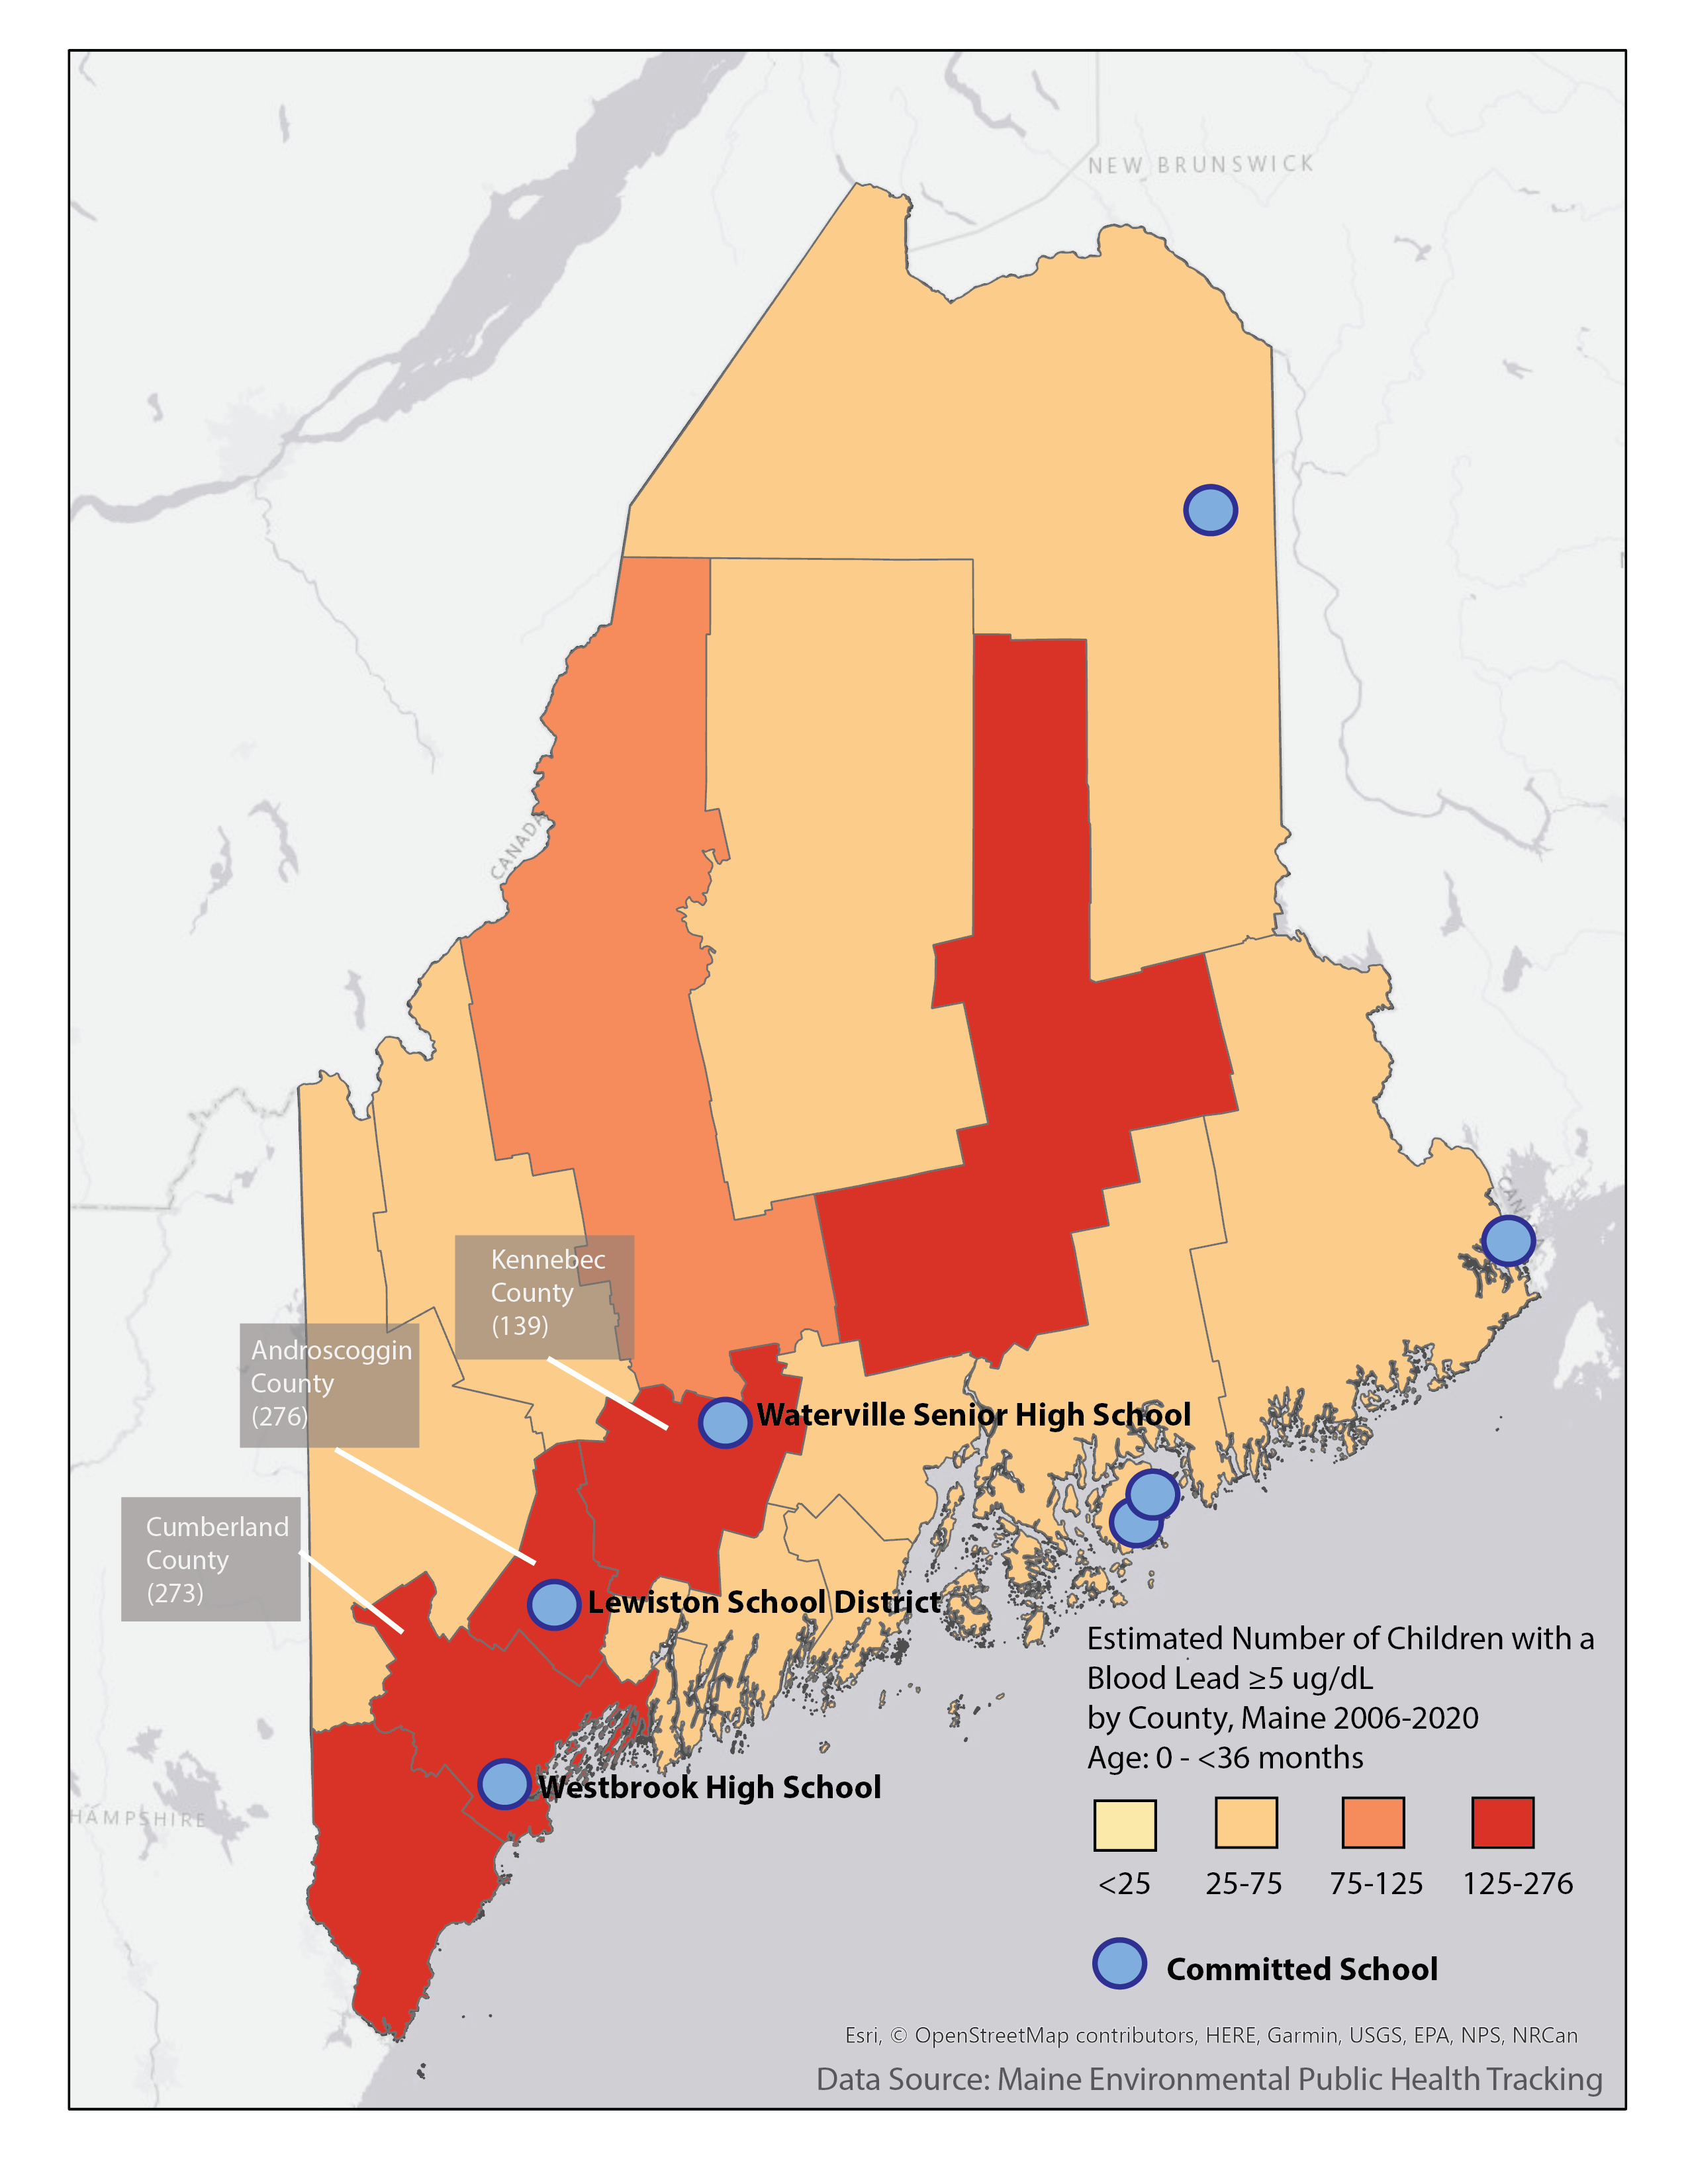 NEW BRUNSWICK
CANADA
CANADA
Kennebec
County
(139)
Androscoggin
County
(276)
Waterville Senior High School
Cumberland
County
(273)
Lewiston School District
Westbrook High School
HAMPSHIRE
Estimated Number of Children with a
Blood Lead ≥5 ug/dL
by County, Maine 2006-2020
Age: 0 - <36 months
<25 25-75 75-125 125-276
Committed School
Esri, © OpenStreetMap contributors, HERE, Garmin, USGS, EPA, NPS, NRCan
Data Source: Maine Environmental Public Health Tracking